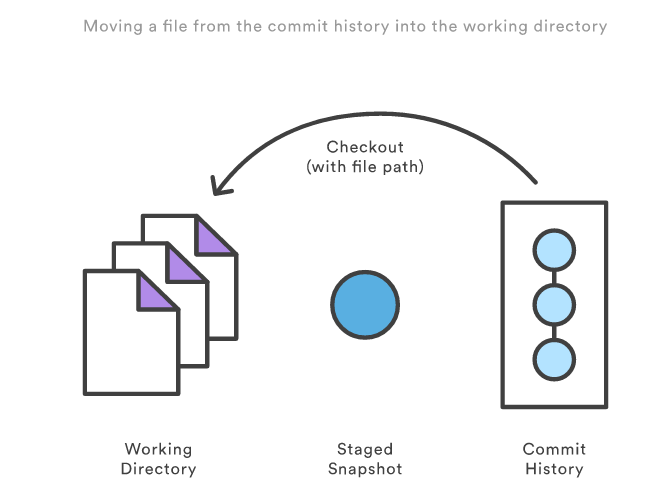 Moving a file from the commit history into the working directory
Checkout
(with file path)
Working
Directory
Staged
Snapshot
Commit
History